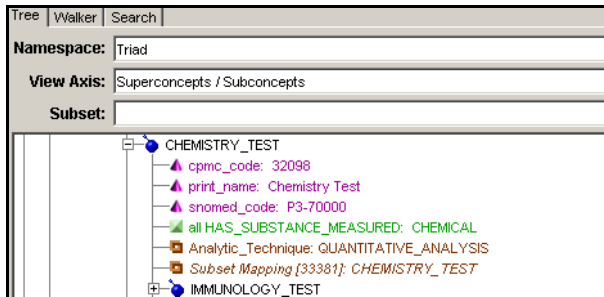 Tree Walker Search
Namespace: Triad
View Axis: Superconcepts / Subconcepts
Subset:
CHEMISTRY_TEST
cpmc_code: 32098
print_name: Chemistry Test
snomed_code: P3-70000
all HAS_SUBSTANCE_MEASURED: CHEMICAL
Analytic_Technique: QUANTITATIVE_ANALYSIS
Subset Mapping [33381]: CHEMISTRY_TEST
IMMUNOLOGY_TEST